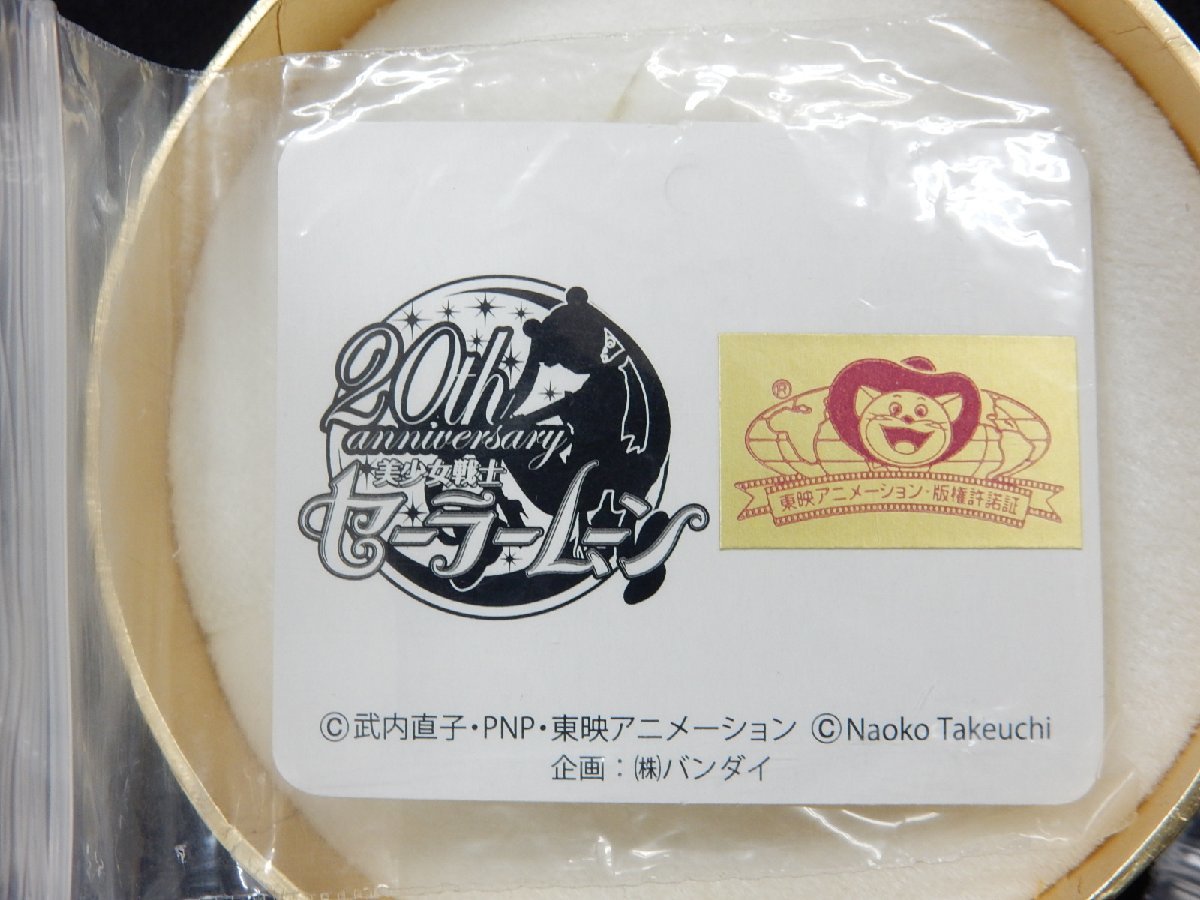 20th
anniversary
美少女戦士
セーラームーン
®
東映アニメーション・版権許諾証
©武内直子・PNP・東映アニメーション ©Naoko Takeuchi
企画：㈱バンダイ